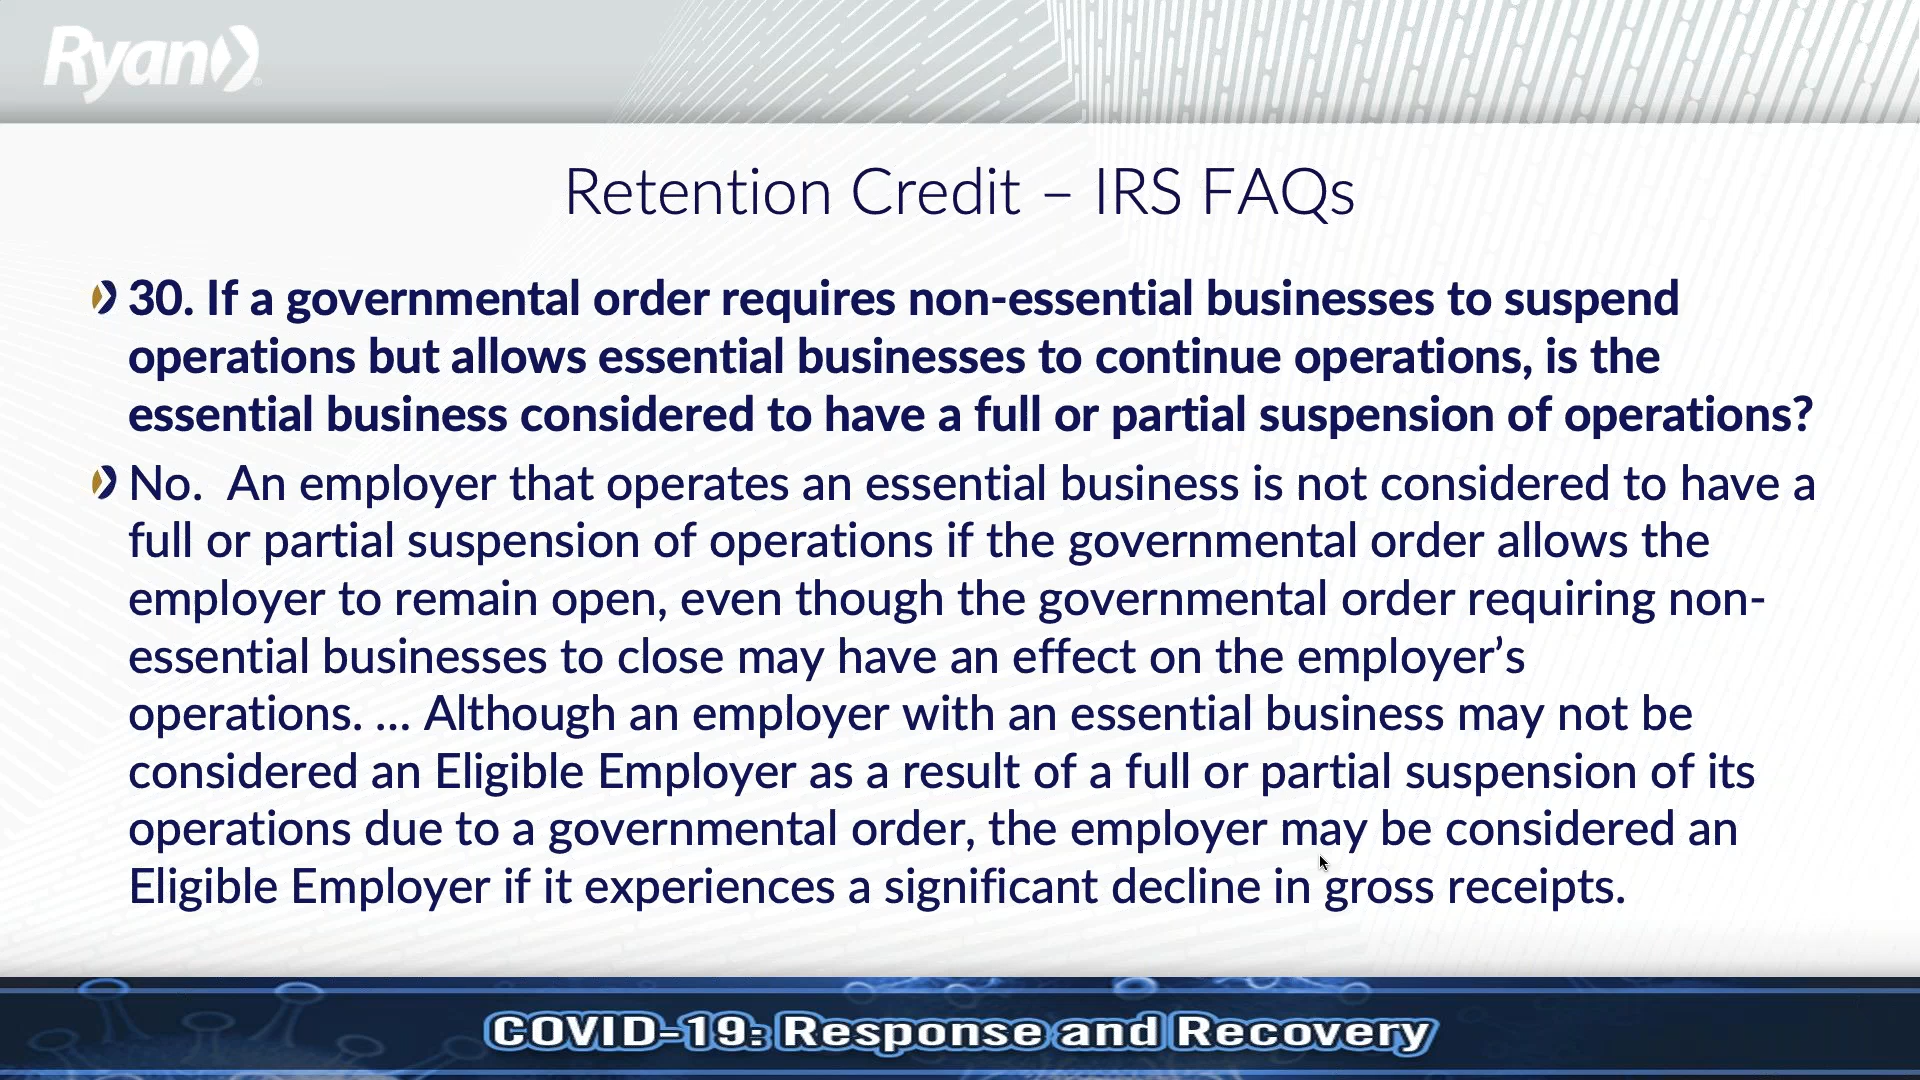 Ryan
Retention Credit – IRS FAQs
30. If a governmental order requires non-essential businesses to suspend
operations but allows essential businesses to continue operations, is the
essential business considered to have a full or partial suspension of operations?
No.  An employer that operates an essential business is not considered to have a
full or partial suspension of operations if the governmental order allows the
employer to remain open, even though the governmental order requiring non-
essential businesses to close may have an effect on the employer’s
operations. … Although an employer with an essential business may not be
considered an Eligible Employer as a result of a full or partial suspension of its
operations due to a governmental order, the employer may be considered an
Eligible Employer if it experiences a significant decline in gross receipts.
COVID-19: Response and Recovery